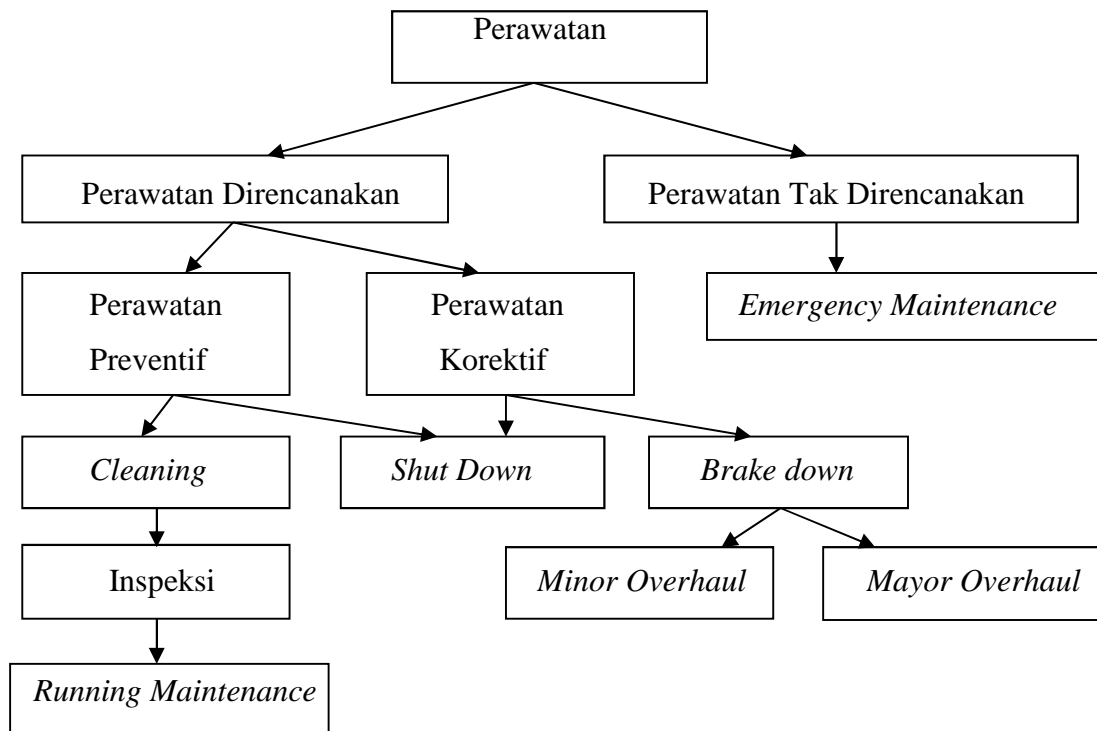 Perawatan
Perawatan Direncanakan
Perawatan Tak Direncanakan
Perawatan
Preventif
Perawatan
Korektif
Emergency Maintenance
Cleaning
Shut Down
Brake down
Inspeksi
Minor Overhaul
Mayor Overhaul
Running Maintenance